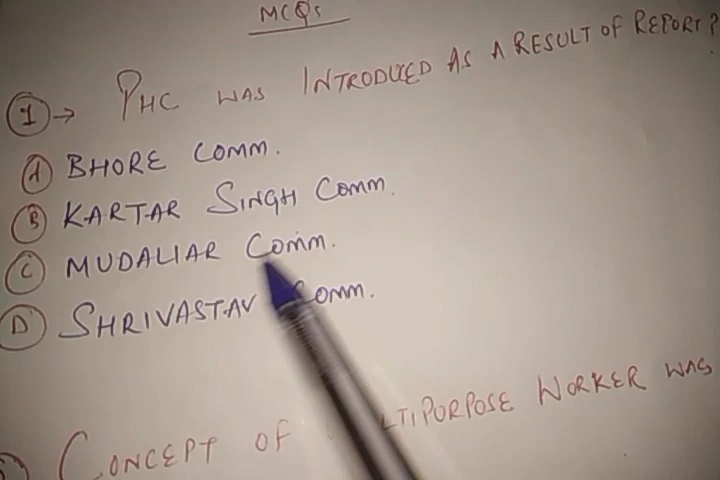 MCQs
1 → PHC WAS INTRODUCED AS A RESULT OF REPORT?
A BHORE COMM.
B KARTAR SINGH COMM.
C MUDALIAR COMM.
D SHRIVASTAV COMM.
CONCEPT OF MULTIPURPOSE WORKER WAS